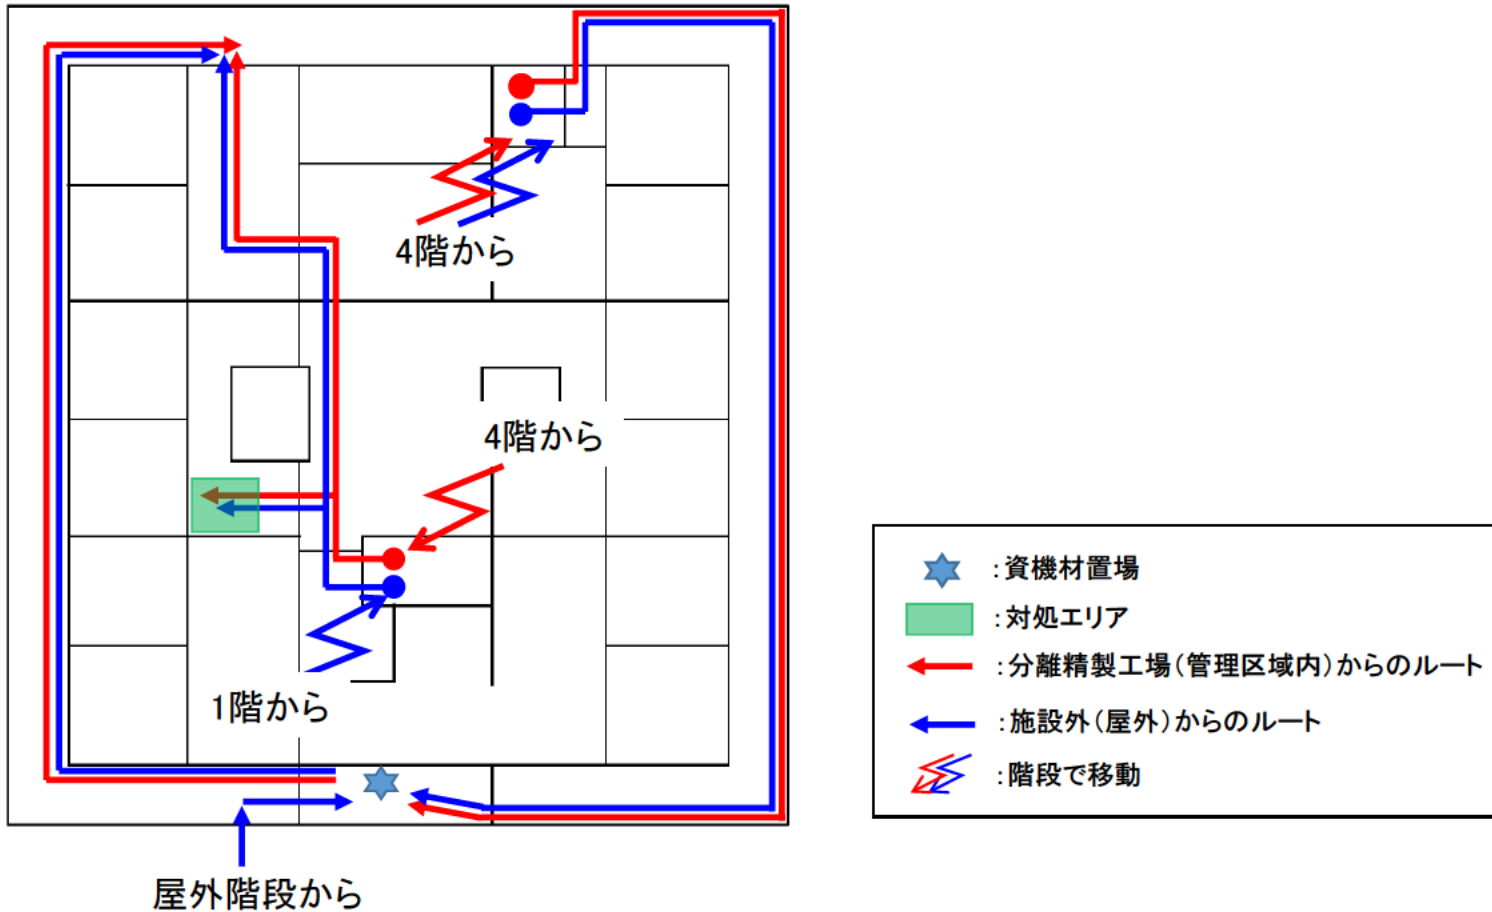 4階から
4階から
1階から
屋外階段から
：資機材置場
：対処エリア
：分離精製工場（管理区域内）からのルート
：施設外（屋外）からのルート
：階段で移動